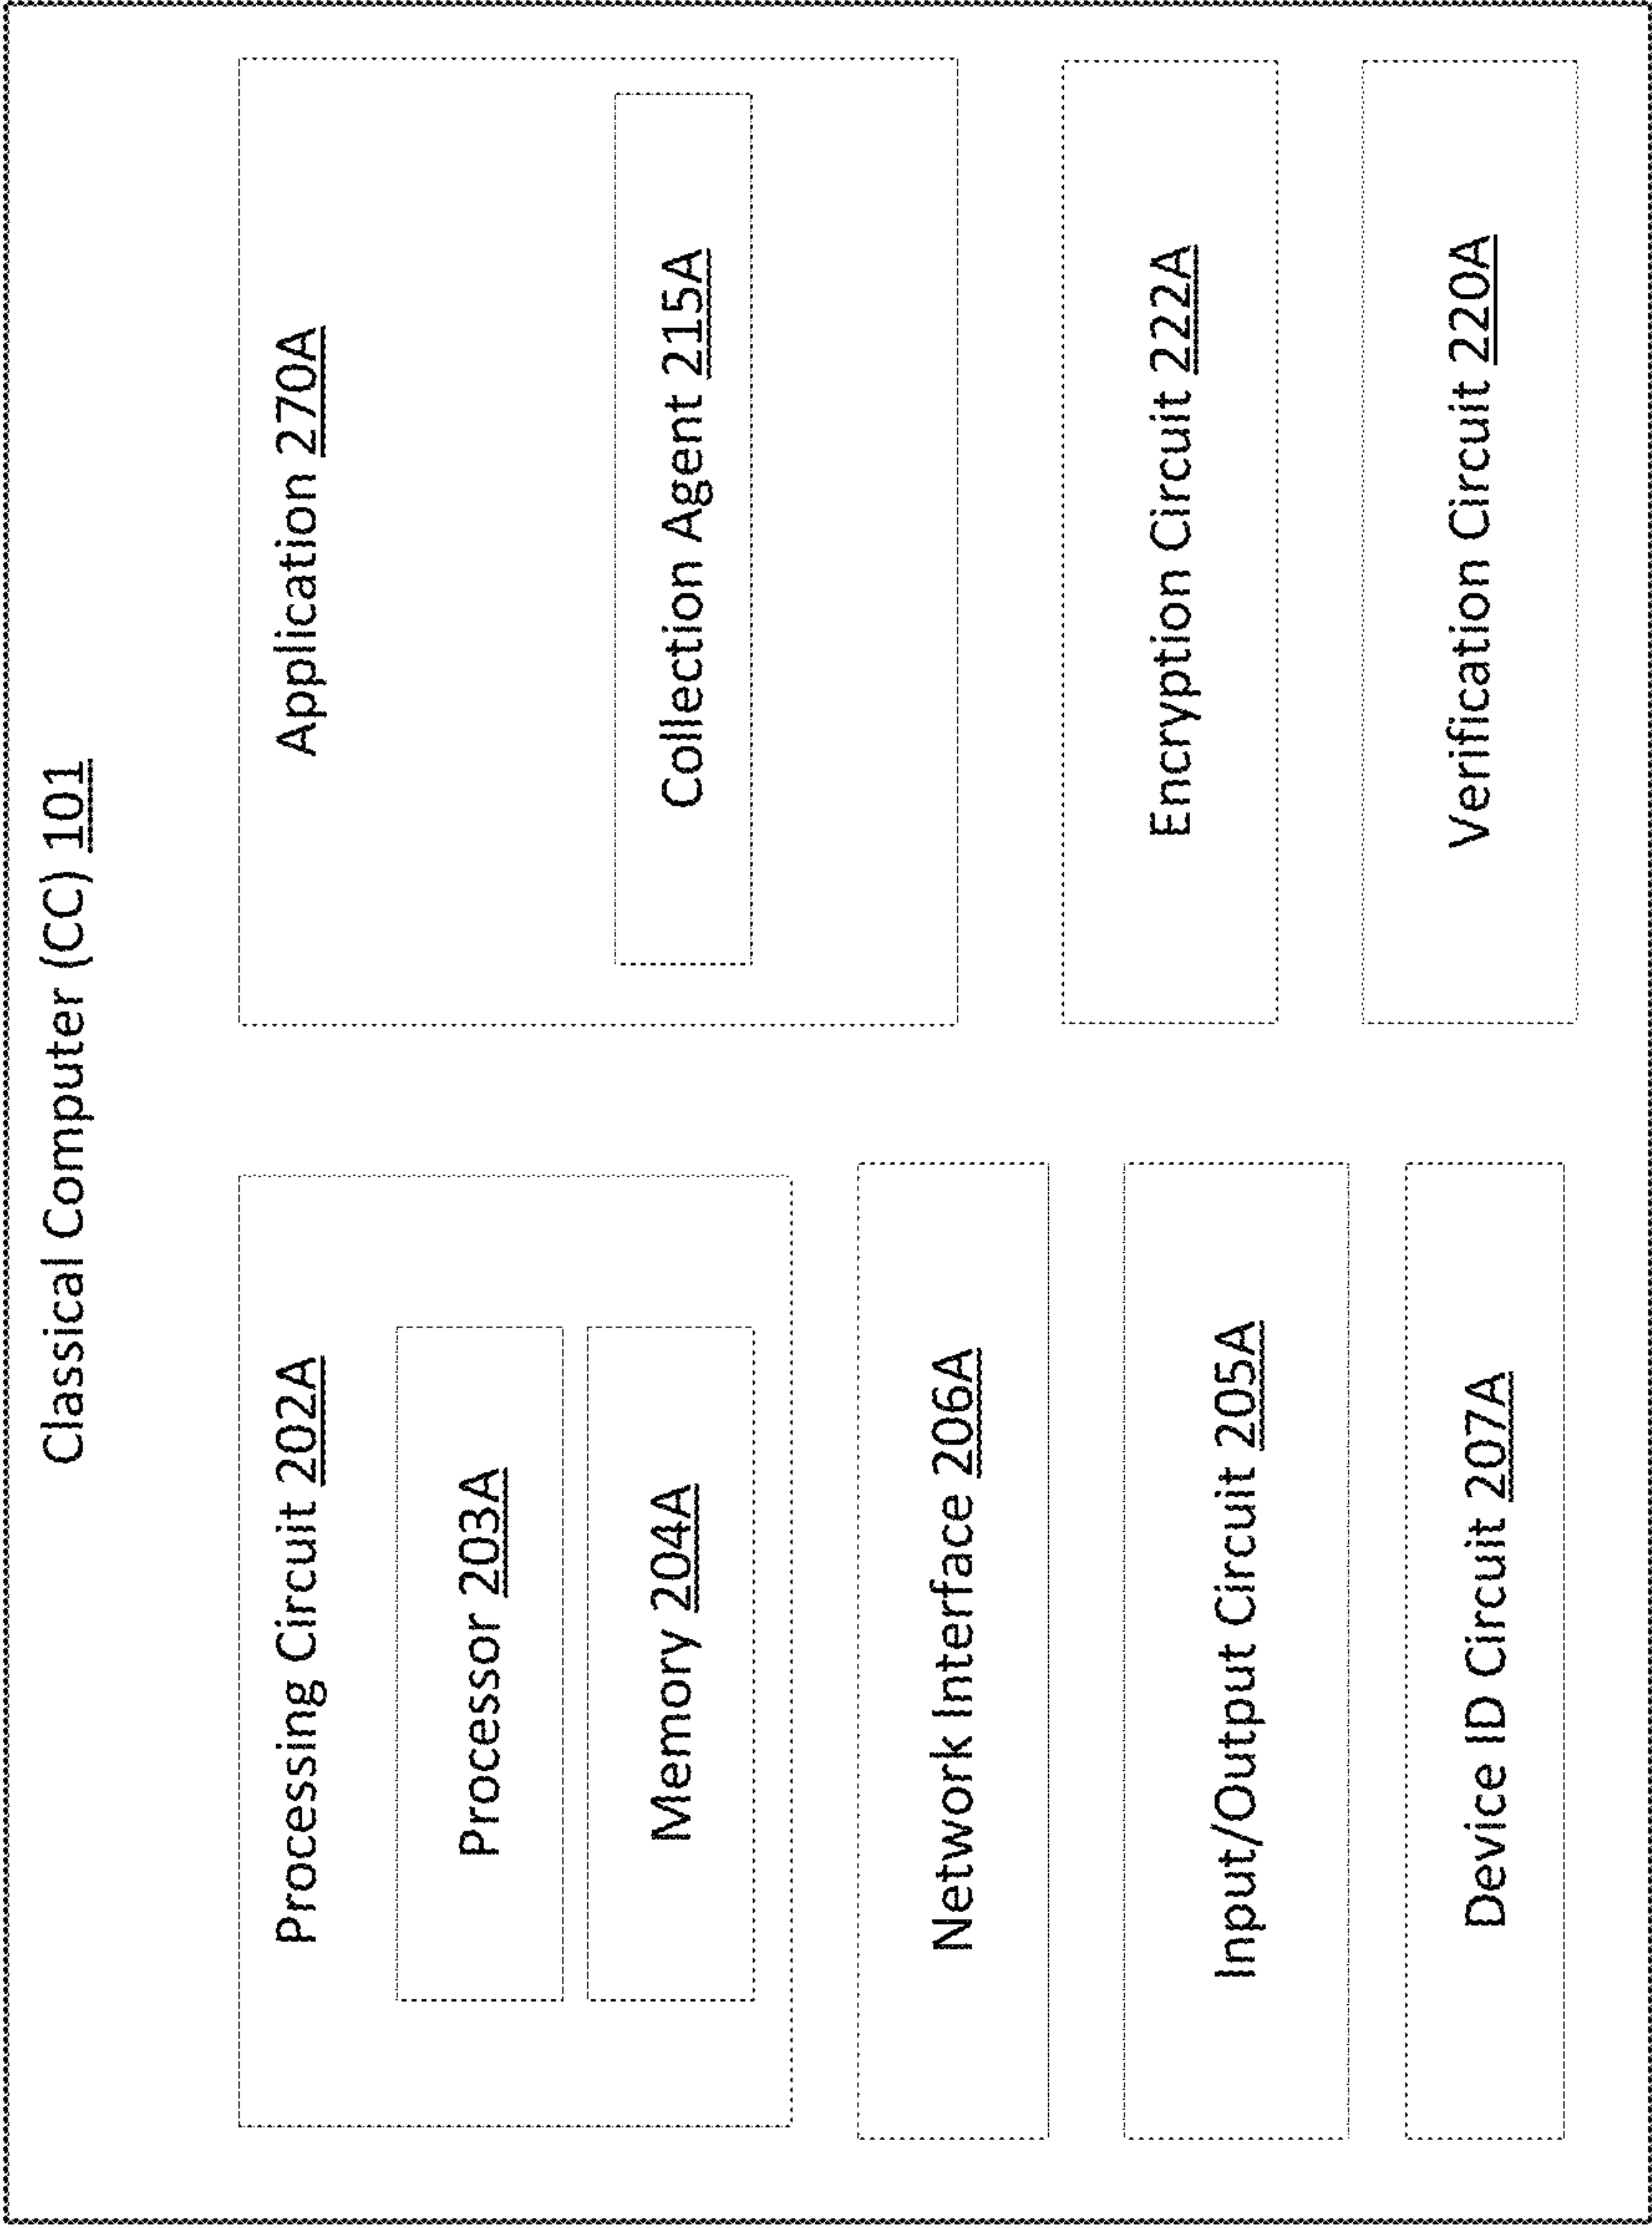 Classical Computer (CC) 101
Processing Circuit 202A
Processor 203A
Memory 204A
Network Interface 206A
Input/Output Circuit 205A
Device ID Circuit 207A
Application 270A
Collection Agent 215A
Encryption Circuit 222A
Verification Circuit 220A